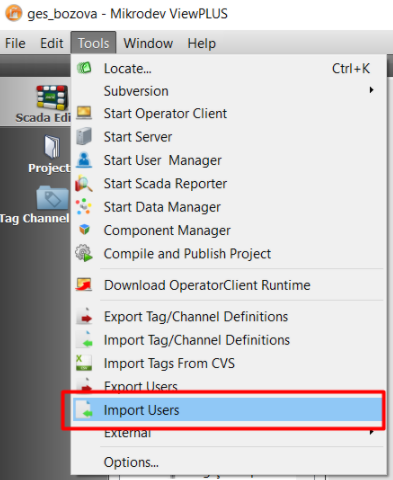 ges_bozova - Mikrodev ViewPLUS
File Edit Tools Window Help
Locate... Ctrl+K
Subversion
Scada Edi
Start Operator Client
Start Server
Start User Manager
Project
Start Scada Reporter
Start Data Manager
Tag Channel
Component Manager
Compile and Publish Project
Download OperatorClient Runtime
Export Tag/Channel Definitions
Import Tag/Channel Definitions
Import Tags From CVS
Export Users
Import Users
External
Options...